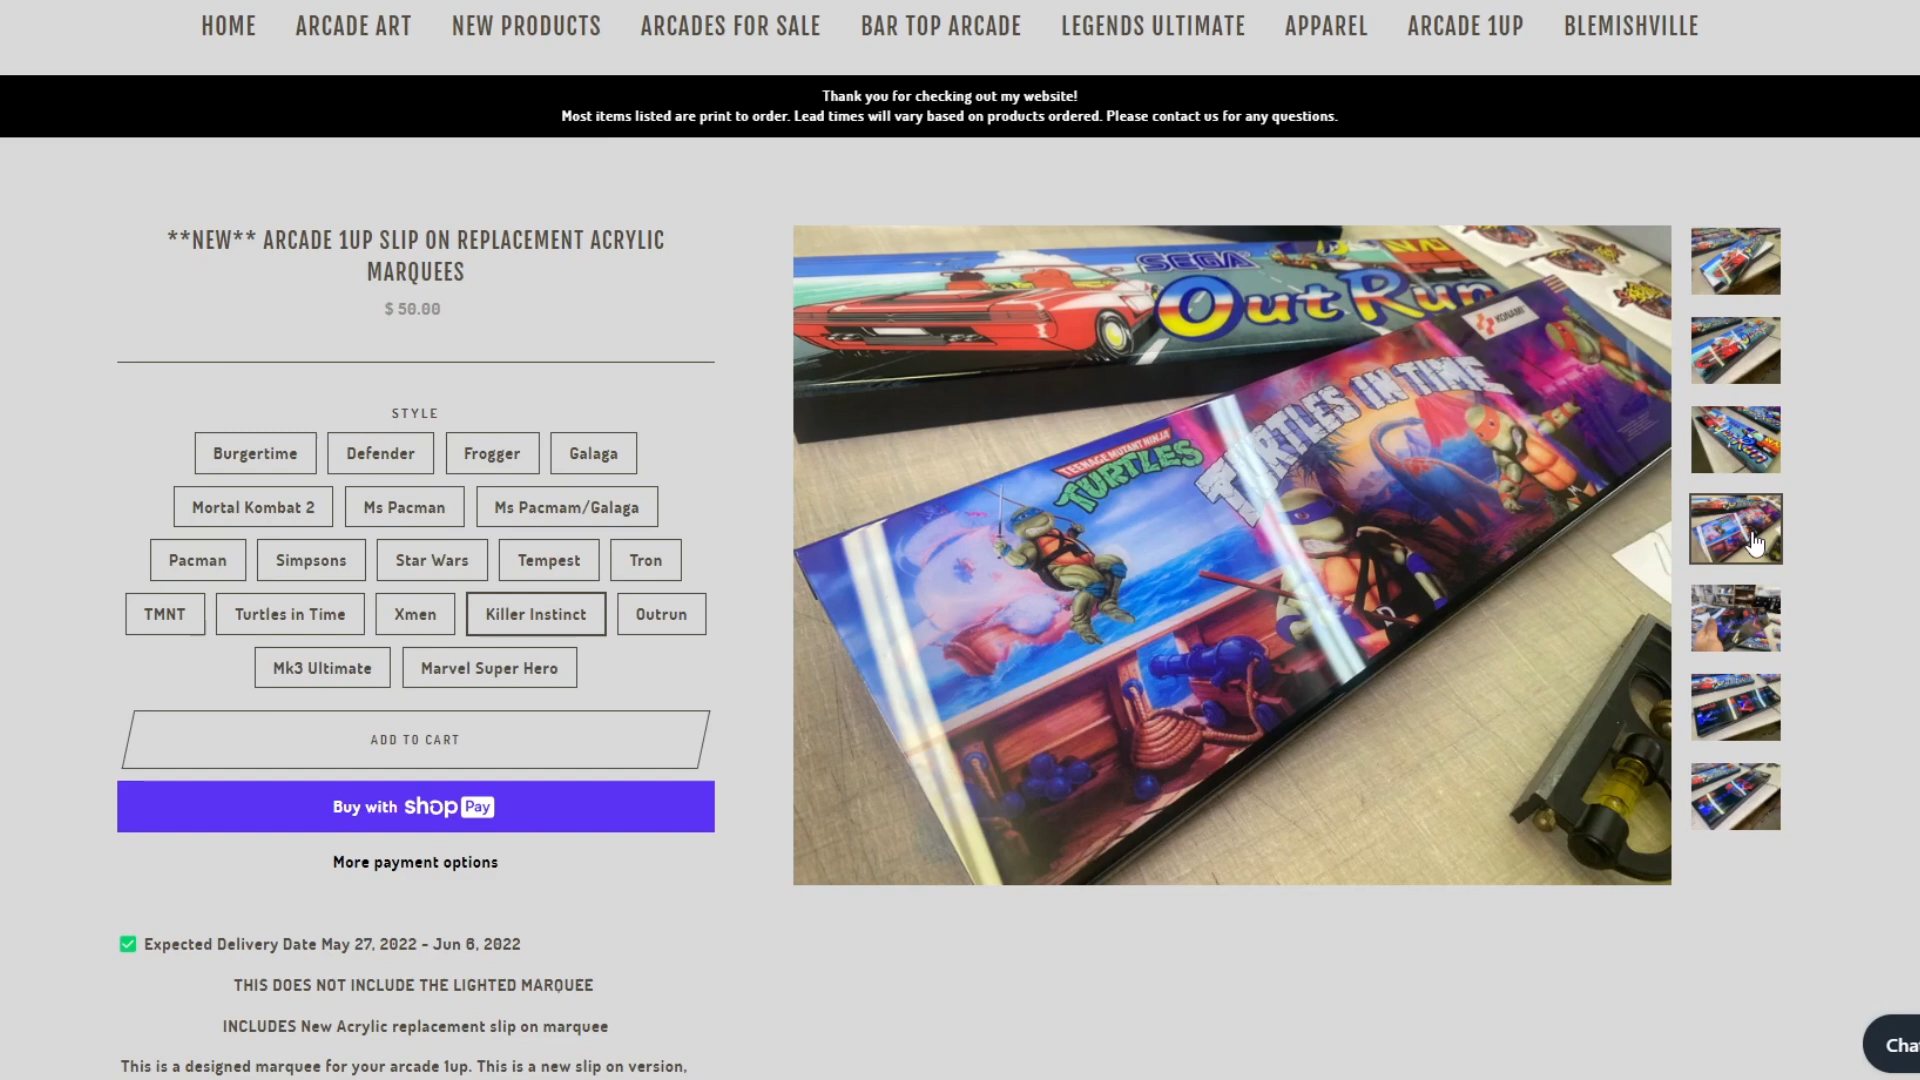 HOME ARCADE ART NEW PRODUCTS ARCADES FOR SALE BAR TOP ARCADE LEGENDS ULTIMATE APPAREL ARCADE 1UP BLEMISHVILLE
Thank you for checking out my website!
Most items listed are print to order. Lead times will vary based on products ordered. Please contact us for any questions.
**NEW** ARCADE 1UP SLIP ON REPLACEMENT ACRYLIC
MARQUEES
$ 50.00
STYLE
Burgertime Defender Frogger Galaga
Mortal Kombat 2 Ms Pacman Ms Pacmam/Galaga
Pacman Simpsons Star Wars Tempest Tron
TMNT Turtles in Time Xmen Killer Instinct Outrun
Mk3 Ultimate Marvel Super Hero
ADD TO CART
Buy with shop Pay
More payment options
Expected Delivery Date May 27, 2022 - Jun 6, 2022
THIS DOES NOT INCLUDE THE LIGHTED MARQUEE
INCLUDES New Acrylic replacement slip on marquee
This is a designed marquee for your arcade 1up. This is a new slip on version,
SEGA
OutRun
KONAMI
TEENAGE MUTANT NINJA
TURTLES
TURTLES IN TIME
Cha